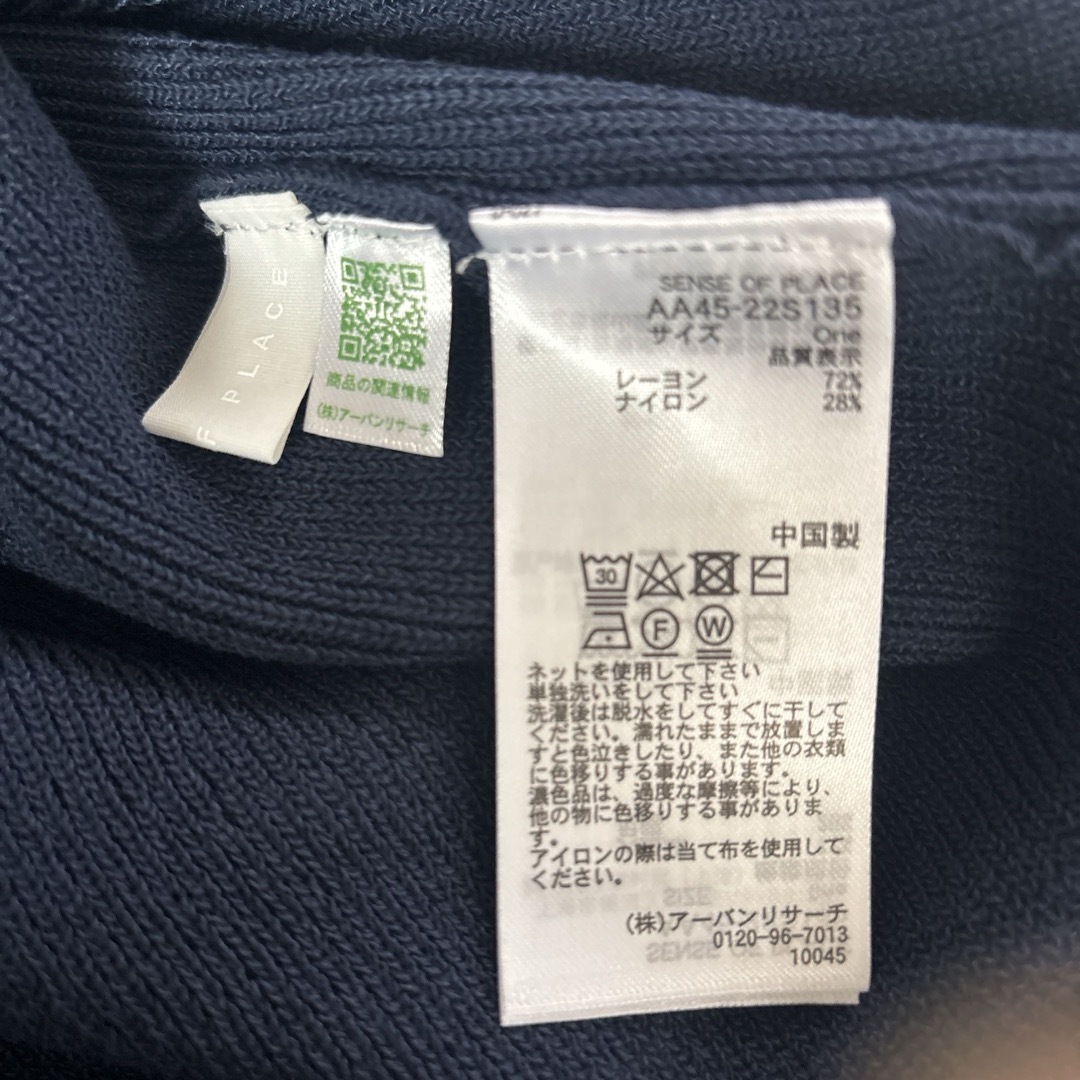 F PLACE
商品の関連情報
(株)アーバンリサーチ
SENSE OF PLACE
AA45-22S135
サイズ One
品質表示
レーヨン 72%
ナイロン 28%
中国製
30
F W
ネットを使用して下さい
単独洗いをして下さい
洗濯後は脱水をしてすぐに干して
ください。濡れたままで放置しま
すと色泣きしたり、また他の衣類
に色移りする事があります。
濃色品は、過度な摩擦等により、
他の物に色移りする事がありま
す。
アイロンの際は当て布を使用して
ください。
(株)アーバンリサーチ
0120-96-7013
10045